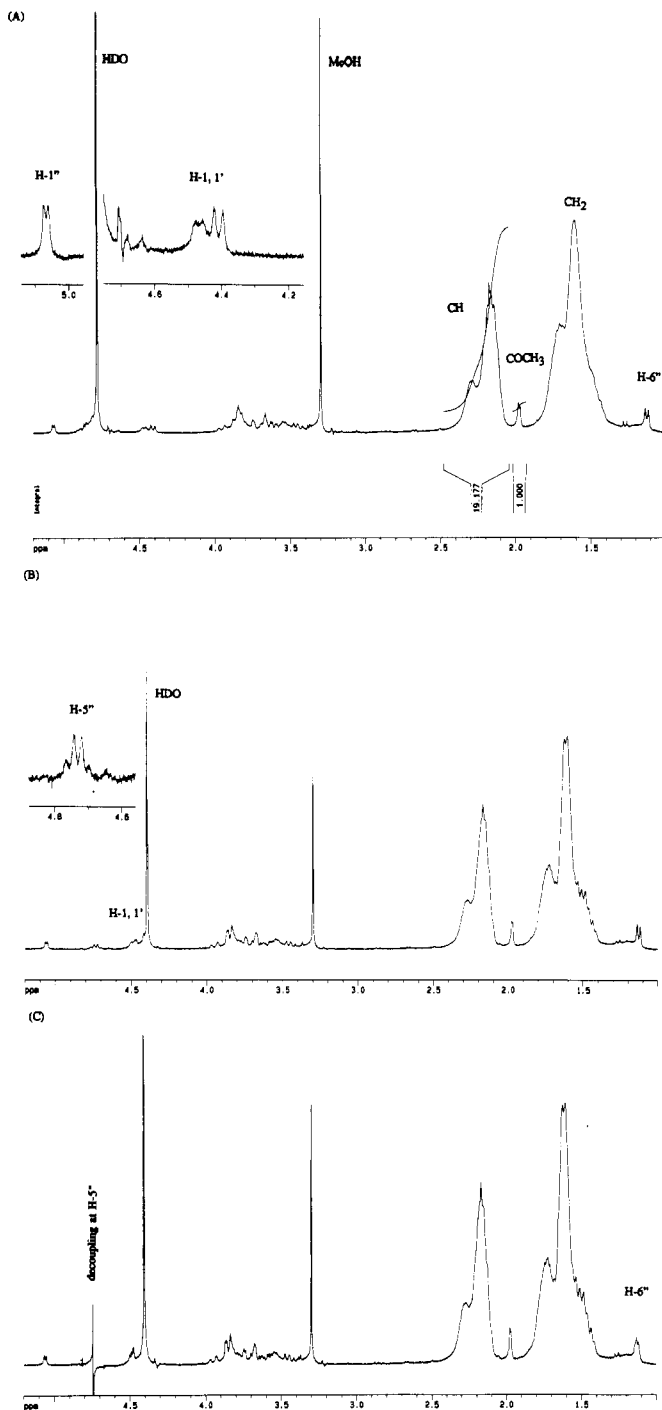 (A)
HDO
MeOH
H-1"
H-1, 1'
CH2
5.0
4.6
4.4
4.2
CH
COCH3
H-6"
Integral
19.177
1.000
ppm
4.5
4.0
3.5
3.0
2.5
2.0
1.5
(B)
H-5"
HDO
4.8
4.6
H-1, 1'
ppm
4.5
4.0
3.5
3.0
2.5
2.0
1.5
(C)
decoupling at H-5"
H-6"
ppm
4.5
4.0
3.5
3.0
2.5
2.0
1.5